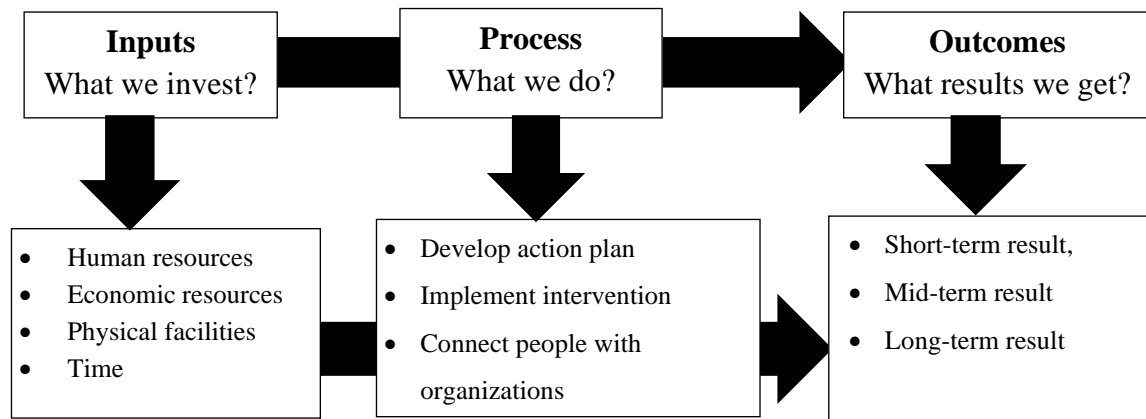 Inputs
What we invest?
Process
What we do?
Outcomes
What results we get?
• Human resources
• Economic resources
• Physical facilities
• Time
• Develop action plan
• Implement intervention
• Connect people with
organizations
• Short-term result,
• Mid-term result
• Long-term result